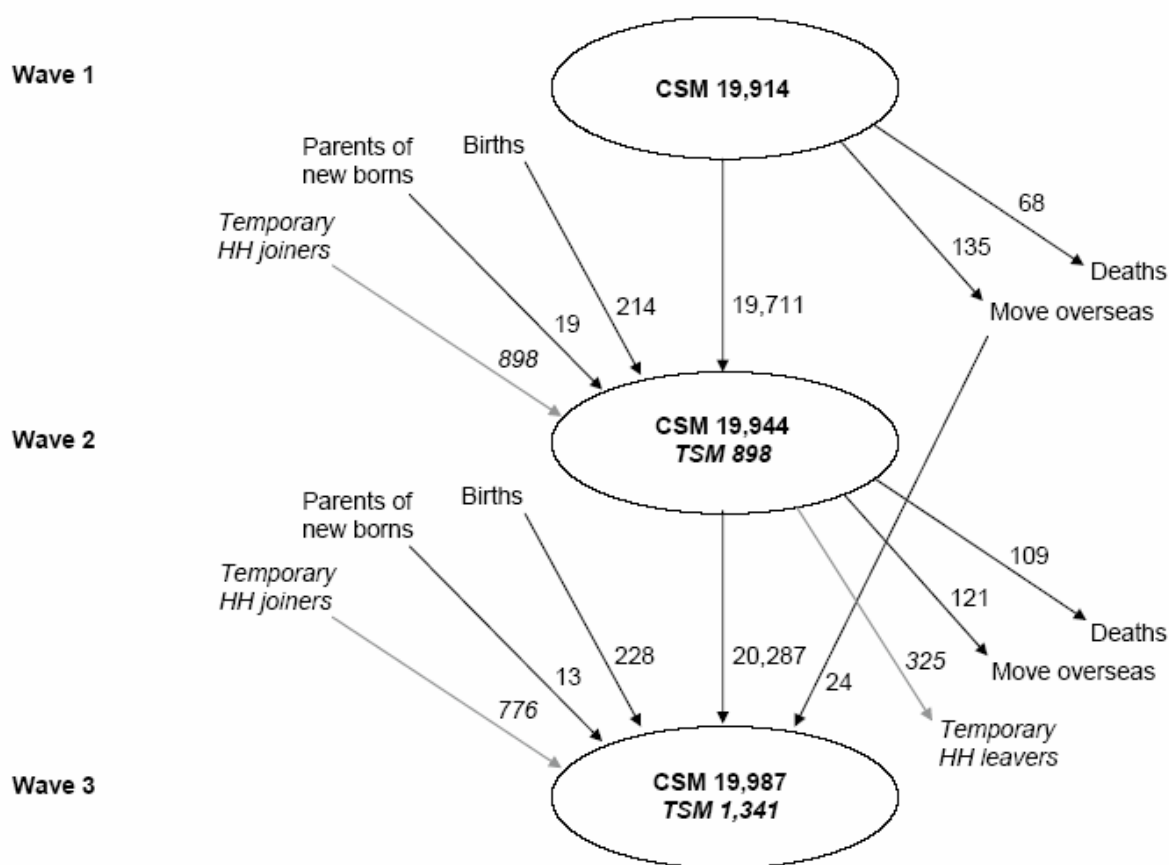 Wave 1
CSM 19,914
Parents of
new borns
Births
Temporary
HH joiners
68
135
Deaths
Move overseas
214
19,711
19
898
Wave 2
CSM 19,944
TSM 898
Parents of
new borns
Births
Temporary
HH joiners
109
121
Deaths
Move overseas
228
20,287
325
24
13
776
Temporary
HH leavers
Wave 3
CSM 19,987
TSM 1,341